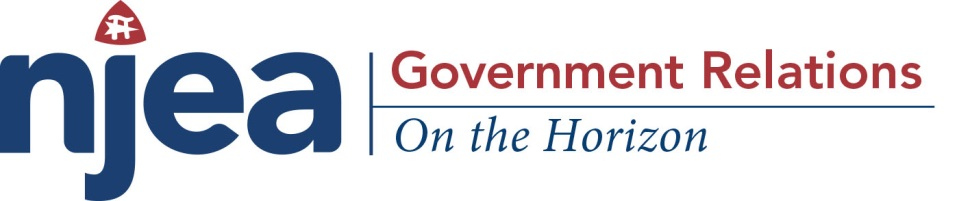 njea
Government Relations
On the Horizon